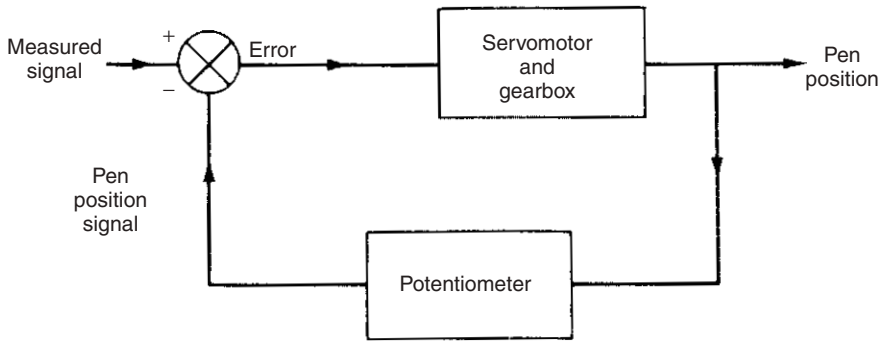 Measured
signal
+
−
Error
Servomotor
and
gearbox
Pen
position
Pen
position
signal
Potentiometer